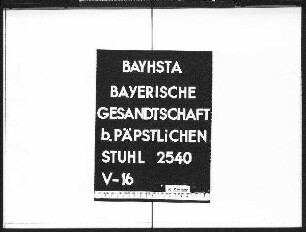 BAYHSTA
BAYERISCHE
GESANDTSCHAFT
b. PÄPSTLiCHEN
STUHL 2540
V-16